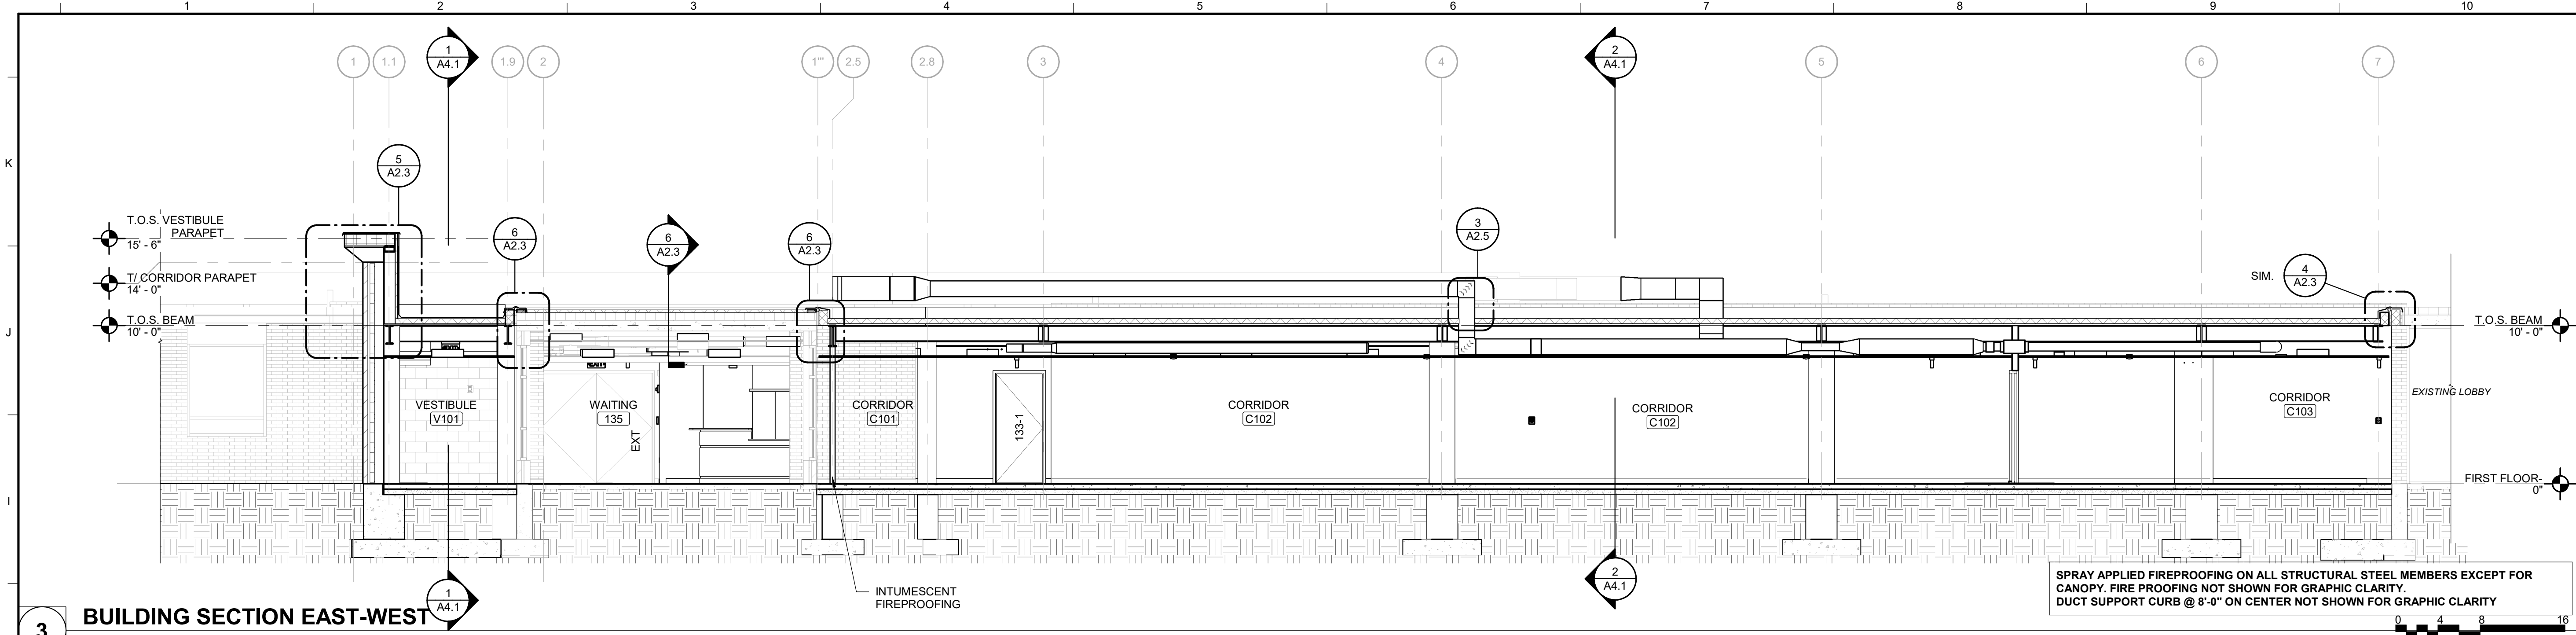 1 2 3 4 5 6 7 8 9 10
K
J
I
1 1.1 1.9 2 1''' 2.5 2.8 3 4 5 6 7
1
A4.1
2
A4.1
5
A2.3
6
A2.3
6
A2.3
6
A2.3
3
A2.5
SIM.
4
A2.3
T.O.S. VESTIBULE
PARAPET
15' - 6"
T/ CORRIDOR PARAPET
14' - 0"
T.O.S. BEAM
10' - 0"
T.O.S. BEAM
10' - 0"
VESTIBULE
V101
WAITING
135
EXT
CORRIDOR
C101
133-1
CORRIDOR
C102
CORRIDOR
C102
CORRIDOR
C103
EXISTING LOBBY
FIRST FLOOR-
0"
INTUMESCENT
FIREPROOFING
1
A4.1
2
A4.1
SPRAY APPLIED FIREPROOFING ON ALL STRUCTURAL STEEL MEMBERS EXCEPT FOR
CANOPY. FIRE PROOFING NOT SHOWN FOR GRAPHIC CLARITY.
DUCT SUPPORT CURB @ 8'-0" ON CENTER NOT SHOWN FOR GRAPHIC CLARITY
3
BUILDING SECTION EAST-WEST
0 4 8 16